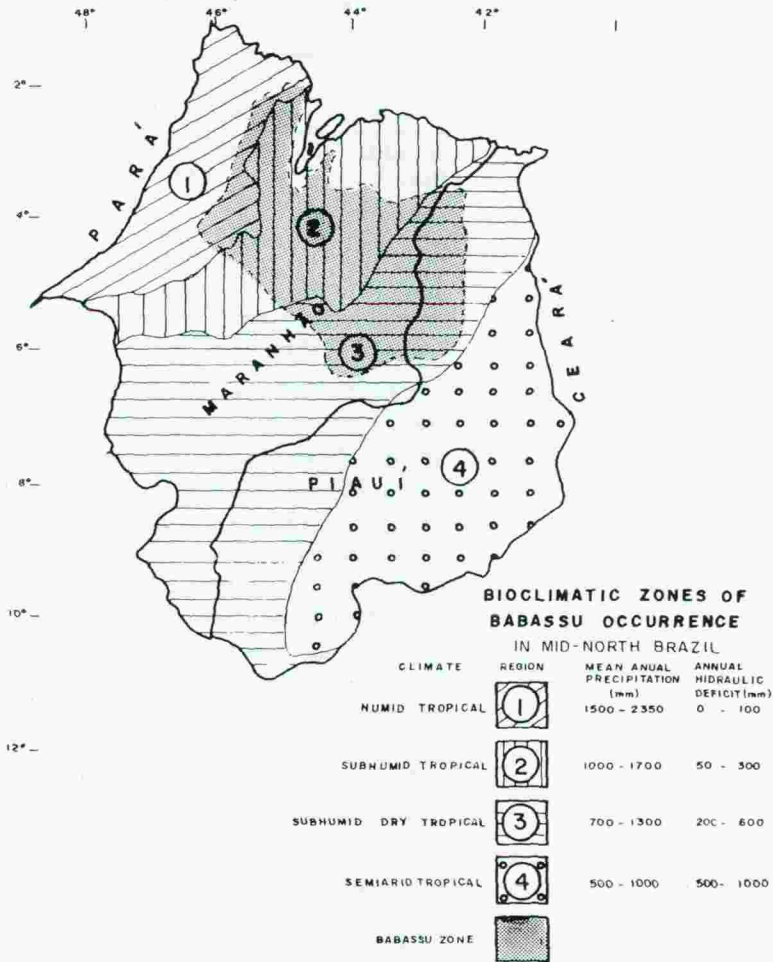 48° 46° 44° 42°
2°
PARÁ
1
4°
2
CEARÁ
MARANHÃO
3
6°
4
8°
PIAUÍ
10°
BIOCLIMATIC ZONES OF
BABASSU OCCURRENCE
IN MID-NORTH BRAZIL
CLIMATE REGION MEAN ANUAL ANNUAL
PRECIPITATION HIDRAULIC
(mm) DEFICIT (mm)
NUMID TROPICAL 1 1500 - 2350 0 - 100
12°
SUBHUMID TROPICAL 2 1000 - 1700 50 - 300
SUBHUMID DRY TROPICAL 3 700 - 1300 200 - 600
SEMIARID TROPICAL 4 500 - 1000 500 - 1000
BABASSU ZONE